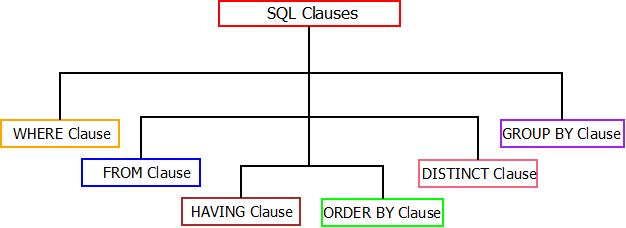 SQL Clauses
WHERE Clause
GROUP BY Clause
FROM Clause
DISTINCT Clause
HAVING Clause
ORDER BY Clause